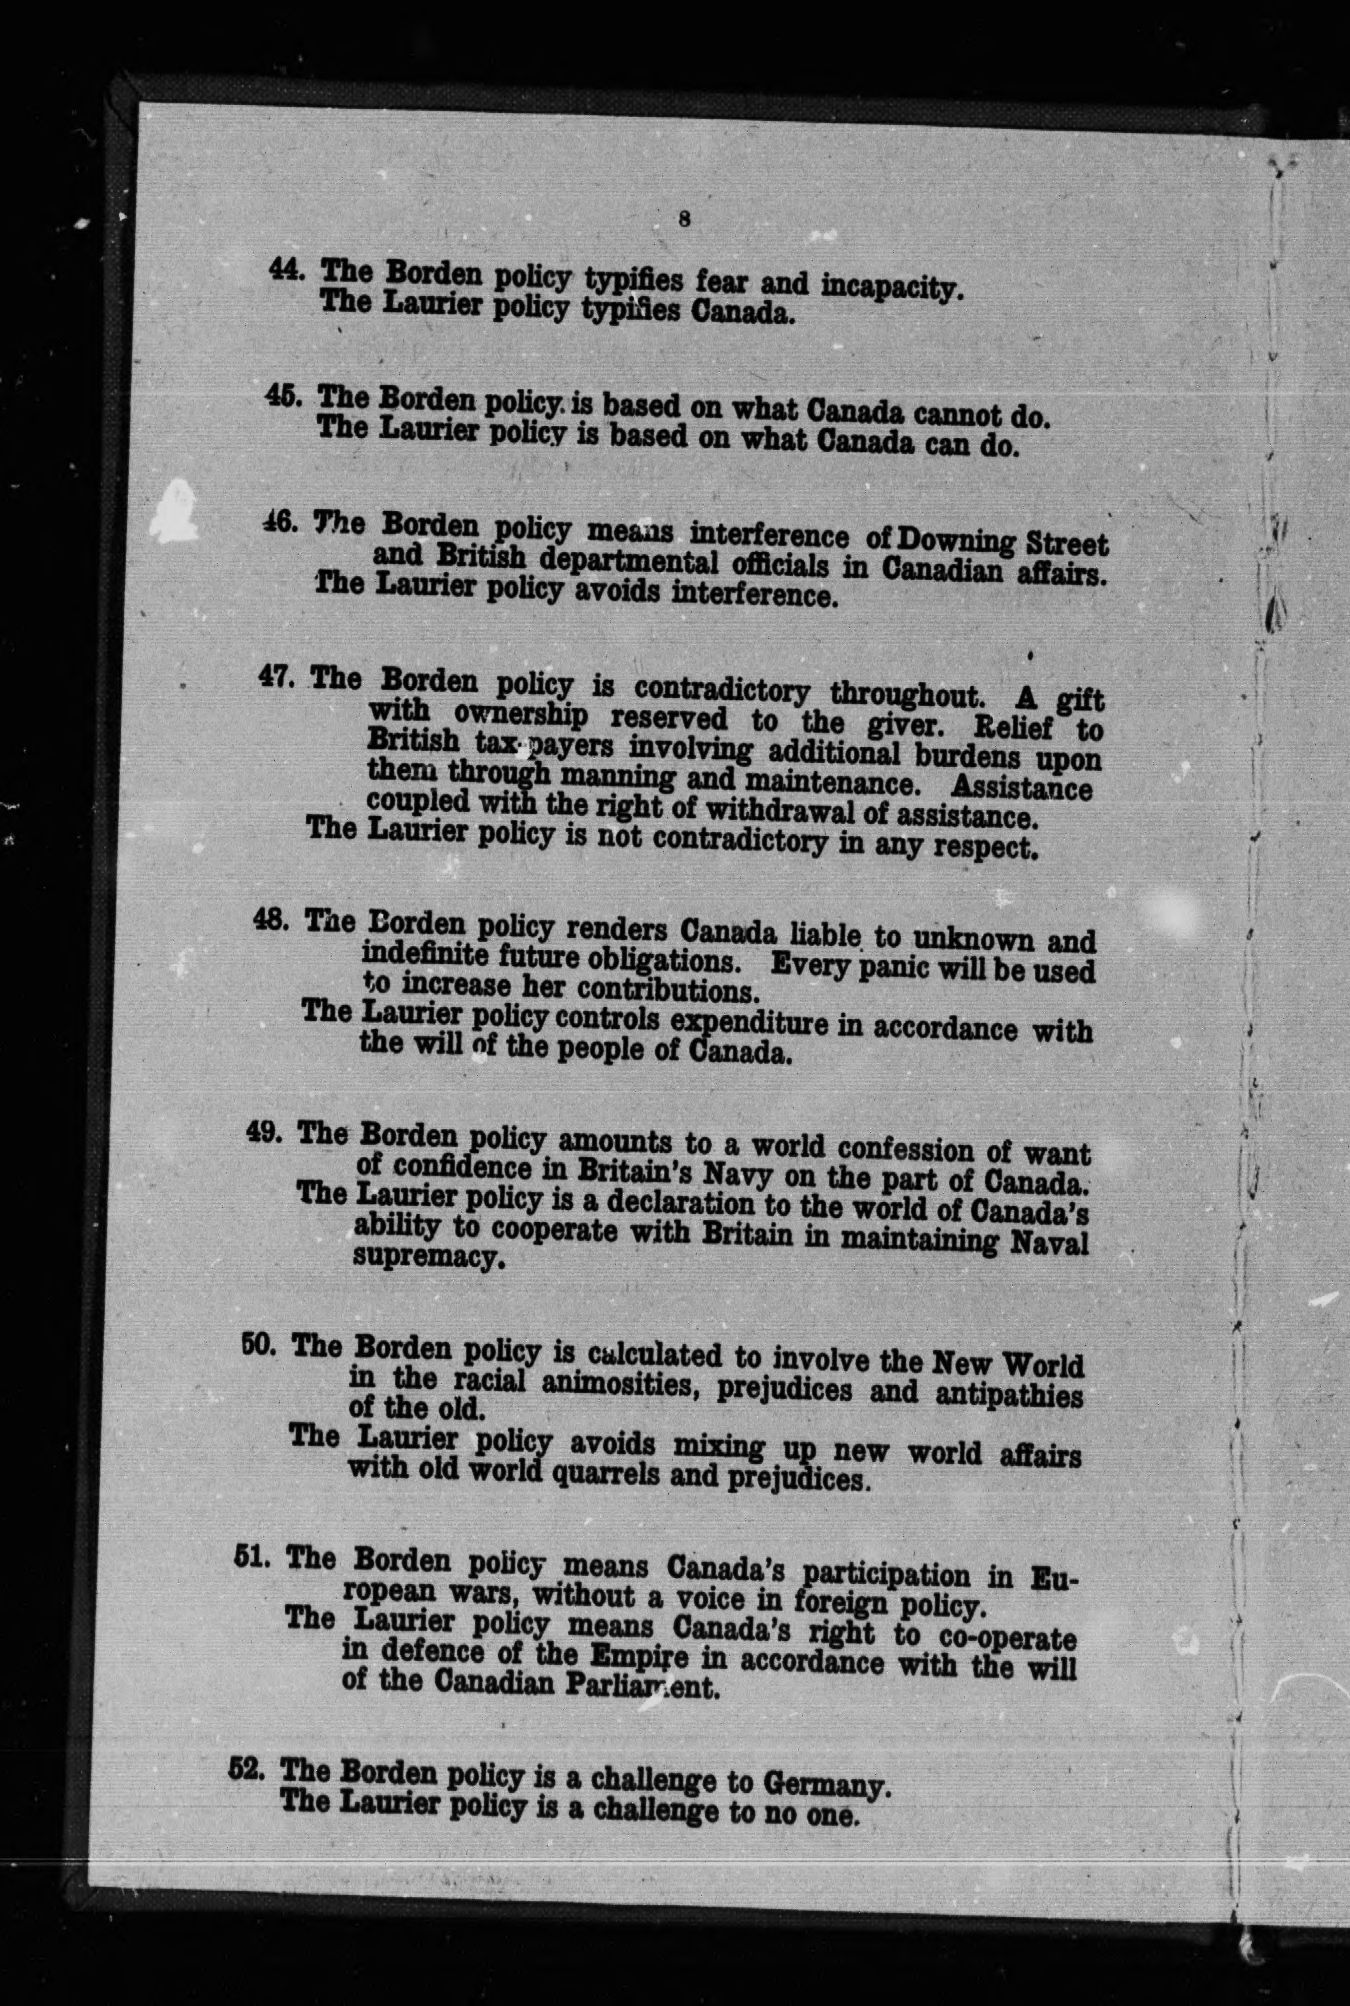 8
44. The Borden policy typifies fear and incapacity.
The Laurier policy typifies Canada.
45. The Borden policy is based on what Canada cannot do.
The Laurier policy is based on what Canada can do.
46. The Borden policy means interference of Downing Street
and British departmental officials in Canadian affairs.
The Laurier policy avoids interference.
47. The Borden policy is contradictory throughout. A gift
with ownership reserved to the giver. Relief to
British tax-payers involving additional burdens upon
them through manning and maintenance. Assistance
coupled with the right of withdrawal of assistance.
The Laurier policy is not contradictory in any respect.
48. The Borden policy renders Canada liable to unknown and
indefinite future obligations. Every panic will be used
to increase her contributions.
The Laurier policy controls expenditure in accordance with
the will of the people of Canada.
49. The Borden policy amounts to a world confession of want
of confidence in Britain's Navy on the part of Canada.
The Laurier policy is a declaration to the world of Canada's
ability to cooperate with Britain in maintaining Naval
supremacy.
50. The Borden policy is calculated to involve the New World
in the racial animosities, prejudices and antipathies
of the old.
The Laurier policy avoids mixing up new world affairs
with old world quarrels and prejudices.
51. The Borden policy means Canada's participation in Eu-
ropean wars, without a voice in foreign policy.
The Laurier policy means Canada's right to co-operate
in defence of the Empire in accordance with the will
of the Canadian Parliament.
52. The Borden policy is a challenge to Germany.
The Laurier policy is a challenge to no one.